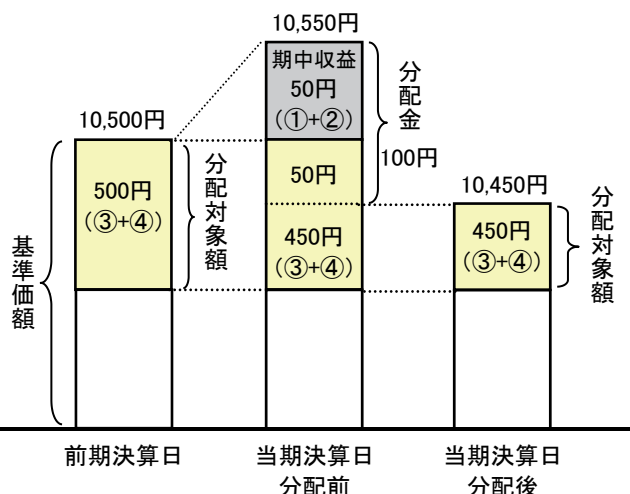 10,550円
期中収益
50円
(①+②)
分配金
100円
10,500円
500円
(③+④)
分配対象額
50円
450円
(③+④)
10,450円
450円
(③+④)
分配対象額
基準価額
前期決算日
当期決算日
分配前
当期決算日
分配後